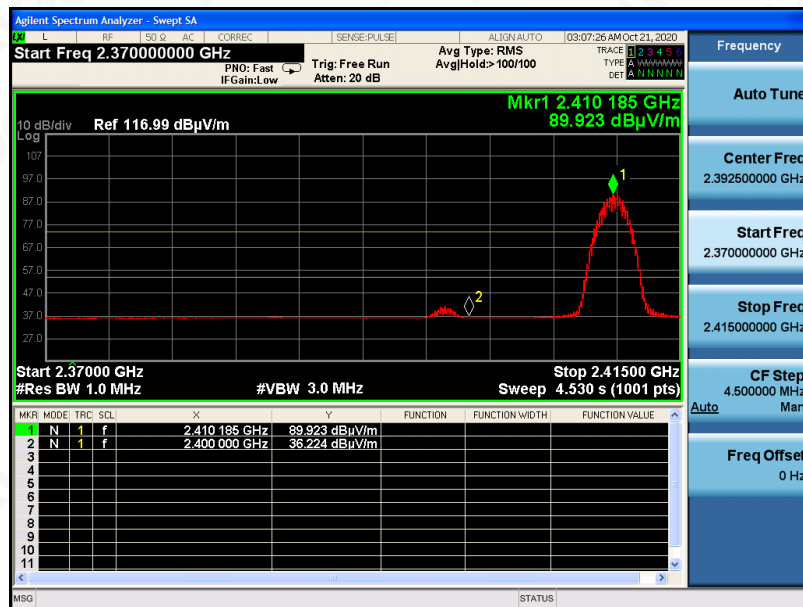 Agilent Spectrum Analyzer - Swept SA
LXI L RF 50 Ω AC CORREC SENSE:PULSE ALIGN AUTO 03:07:26 AM Oct 21, 2020
Start Freq 2.370000000 GHz
PNO: Fast
IFGain:Low
Trig: Free Run
Atten: 20 dB
Avg Type: RMS
Avg|Hold:>100/100
TRACE 1 2 3 4 5 6
TYPE A WWWWW
DET A N N N N N
Mkr1 2.410 185 GHz
89.923 dBµV/m
10 dB/div Ref 116.99 dBµV/m
Log
107
97.0
87.0
77.0
67.0
57.0
47.0
37.0
27.0
1
2
Start 2.37000 GHz Stop 2.41500 GHz
#Res BW 1.0 MHz #VBW 3.0 MHz Sweep 4.530 s (1001 pts)
MKR MODE TRC SCL X Y FUNCTION FUNCTION WIDTH FUNCTION VALUE
1 N 1 f 2.410 185 GHz 89.923 dBµV/m
2 N 1 f 2.400 000 GHz 36.224 dBµV/m
3
4
5
6
7
8
9
10
11
MSG STATUS
Frequency
Auto Tune
Center Freq
2.392500000 GHz
Start Freq
2.370000000 GHz
Stop Freq
2.415000000 GHz
CF Step
4.500000 MHz
Auto Man
Freq Offset
0 Hz